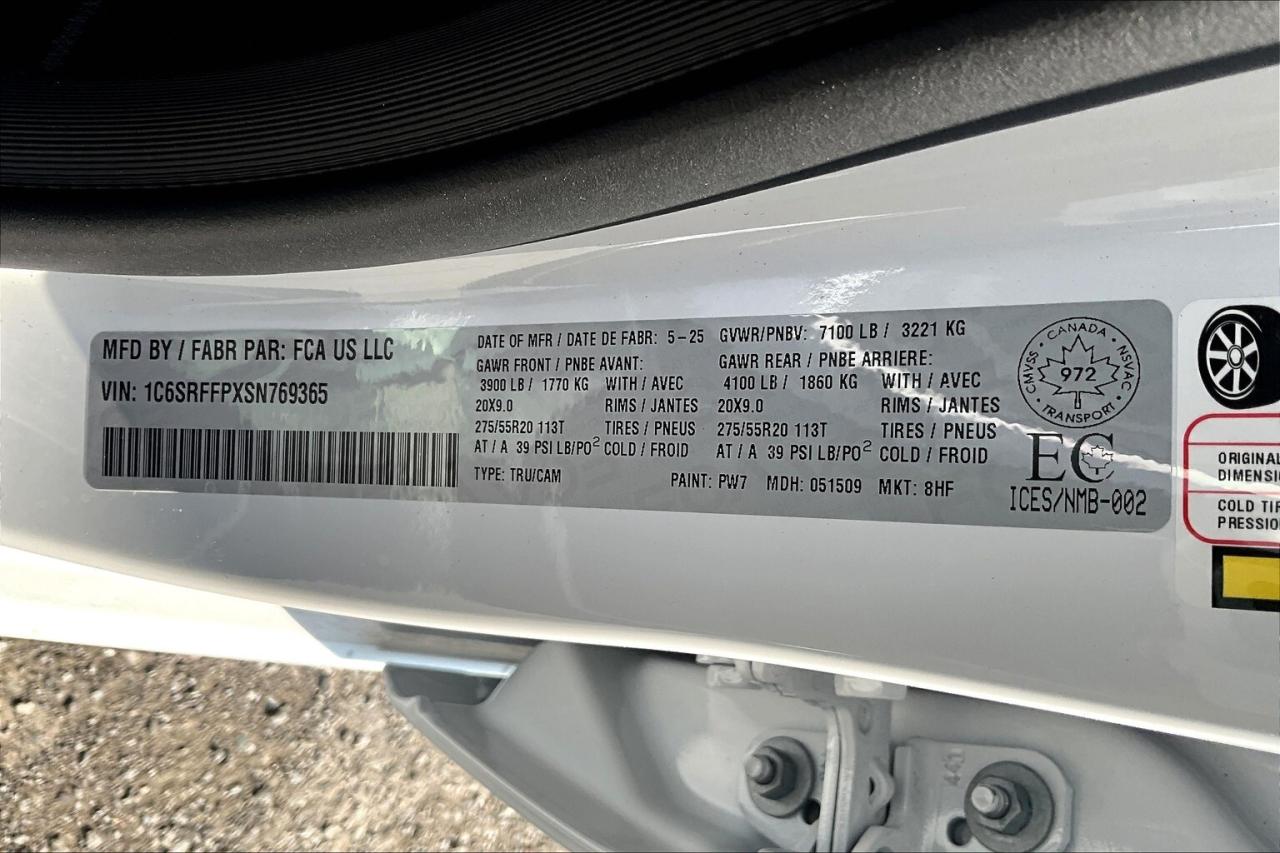 MFD BY / FABR PAR: FCA US LLC
VIN: 1C6SRFFPXSN769365
DATE OF MFR / DATE DE FABR: 5-25 GVWR/PNBV: 7100 LB / 3221 KG
GAWR FRONT / PNBE AVANT: GAWR REAR / PNBE ARRIERE:
3900 LB / 1770 KG WITH / AVEC 4100 LB / 1860 KG WITH / AVEC
20X9.0 RIMS / JANTES 20X9.0 RIMS / JANTES
275/55R20 113T TIRES / PNEUS 275/55R20 113T TIRES / PNEUS
AT / A 39 PSI LB/PO² COLD / FROID AT / A 39 PSI LB/PO² COLD / FROID
TYPE: TRU/CAM PAINT: PW7 MDH: 051509 MKT: 8HF
CANADA
CMVSS · NSVAC
972
TRANSPORT
EC
ICES/NMB-002
ORIGINAL
DIMENSIO
COLD TIR
PRESSIO
441